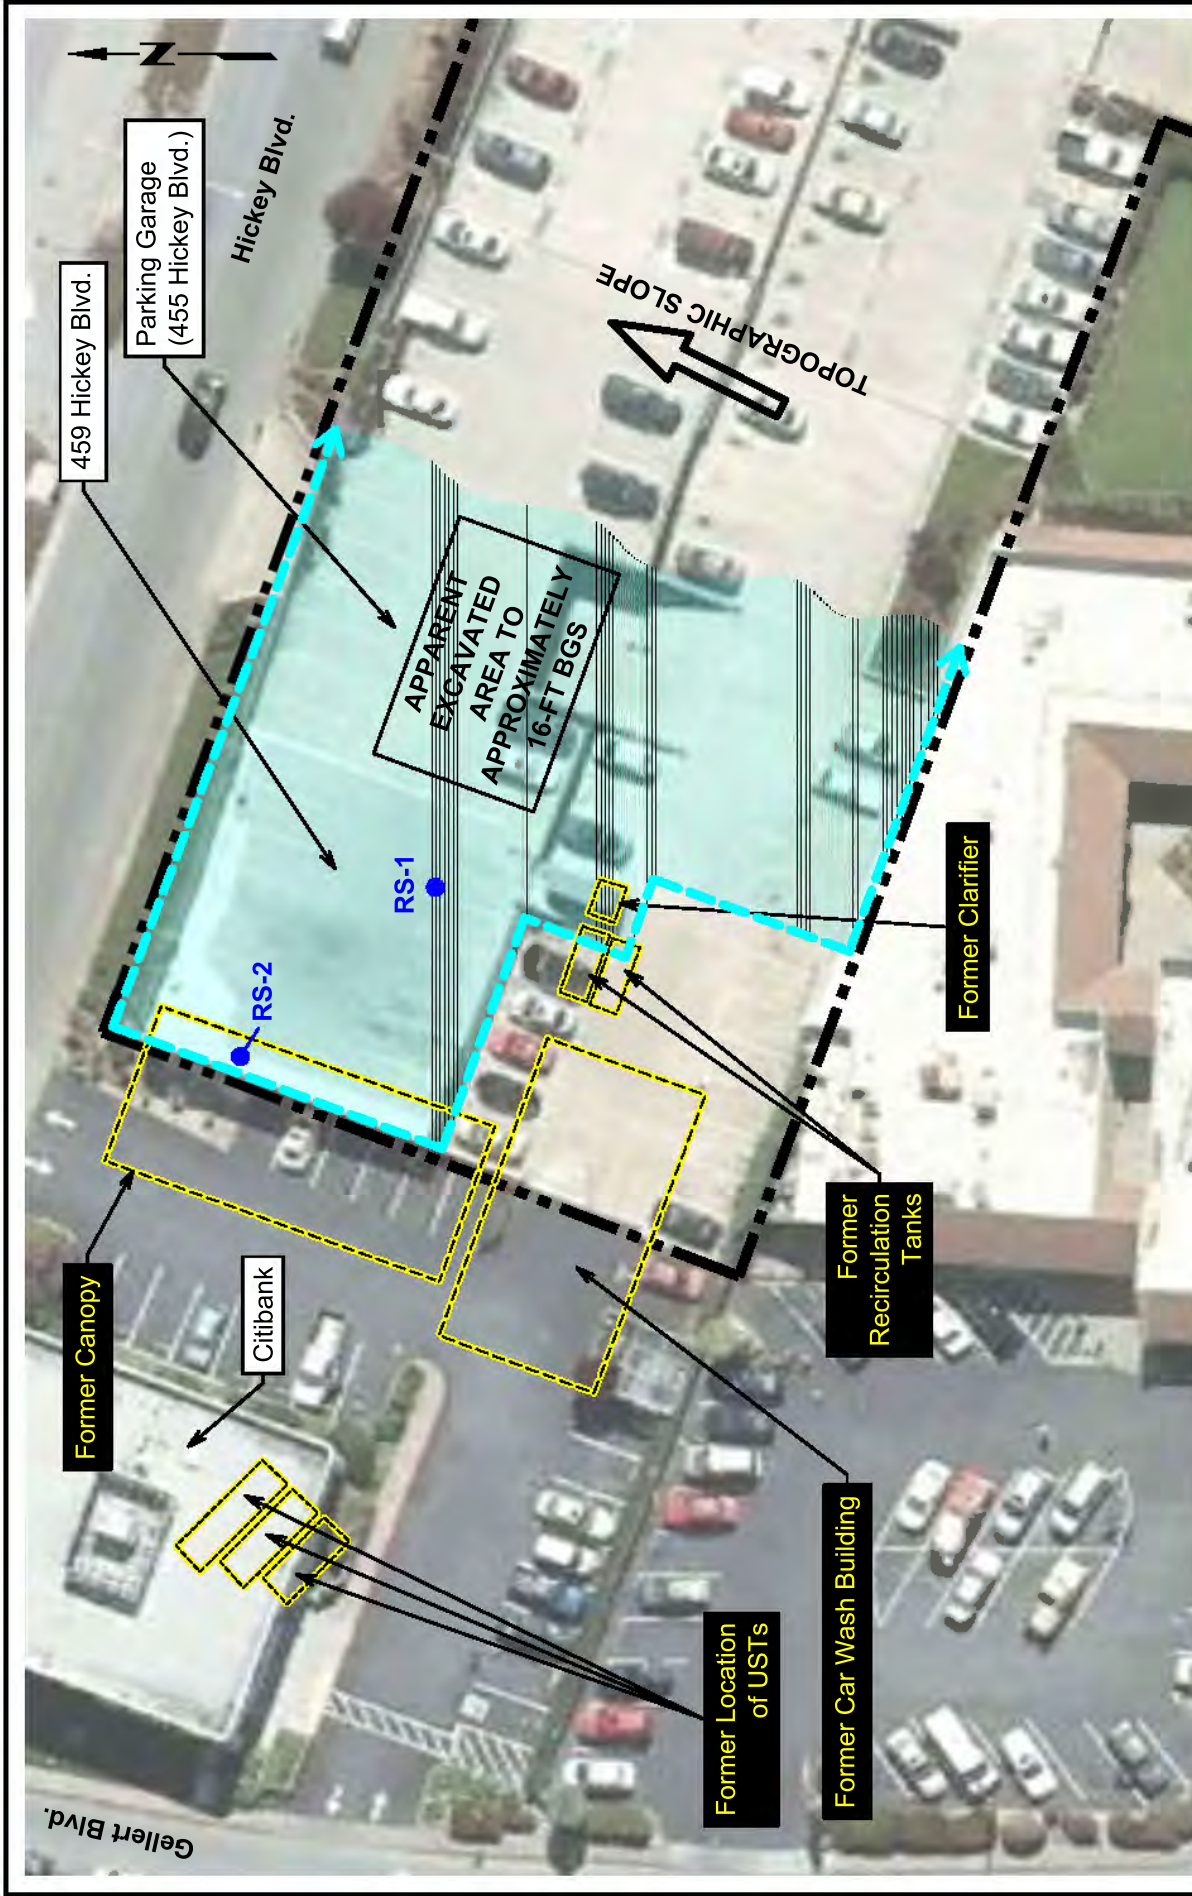 Gellert Blvd.
Former Canopy
Citibank
459 Hickey Blvd.
Parking Garage
(455 Hickey Blvd.)
Hickey Blvd.
N
RS-2
RS-1
APPARENT
EXCAVATED
AREA TO
APPROXIMATELY
16-FT BGS
TOPOGRAPHIC SLOPE
Former Location
of USTs
Former Car Wash Building
Former
Recirculation
Tanks
Former Clarifier